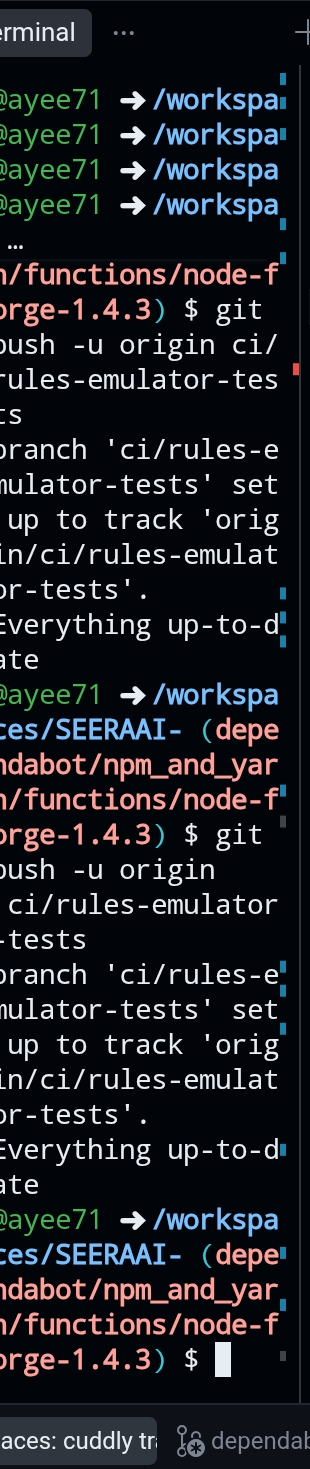 erminal ...
@ayee71 ➜ /workspa
@ayee71 ➜ /workspa
@ayee71 ➜ /workspa
@ayee71 ➜ /workspa
...
n/functions/node-f
orge-1.4.3) $ git
push -u origin ci/
rules-emulator-tes
ts
branch 'ci/rules-e
mulator-tests' set
up to track 'orig
in/ci/rules-emulat
or-tests'.
Everything up-to-d
ate
@ayee71 ➜ /workspa
ces/SEERAAI- (depe
ndabot/npm_and_yar
n/functions/node-f
orge-1.4.3) $ git
push -u origin
ci/rules-emulator
-tests
branch 'ci/rules-e
mulator-tests' set
up to track 'orig
in/ci/rules-emulat
or-tests'.
Everything up-to-d
ate
@ayee71 ➜ /workspa
ces/SEERAAI- (depe
ndabot/npm_and_yar
n/functions/node-f
orge-1.4.3) $
aces: cuddly tra dependab